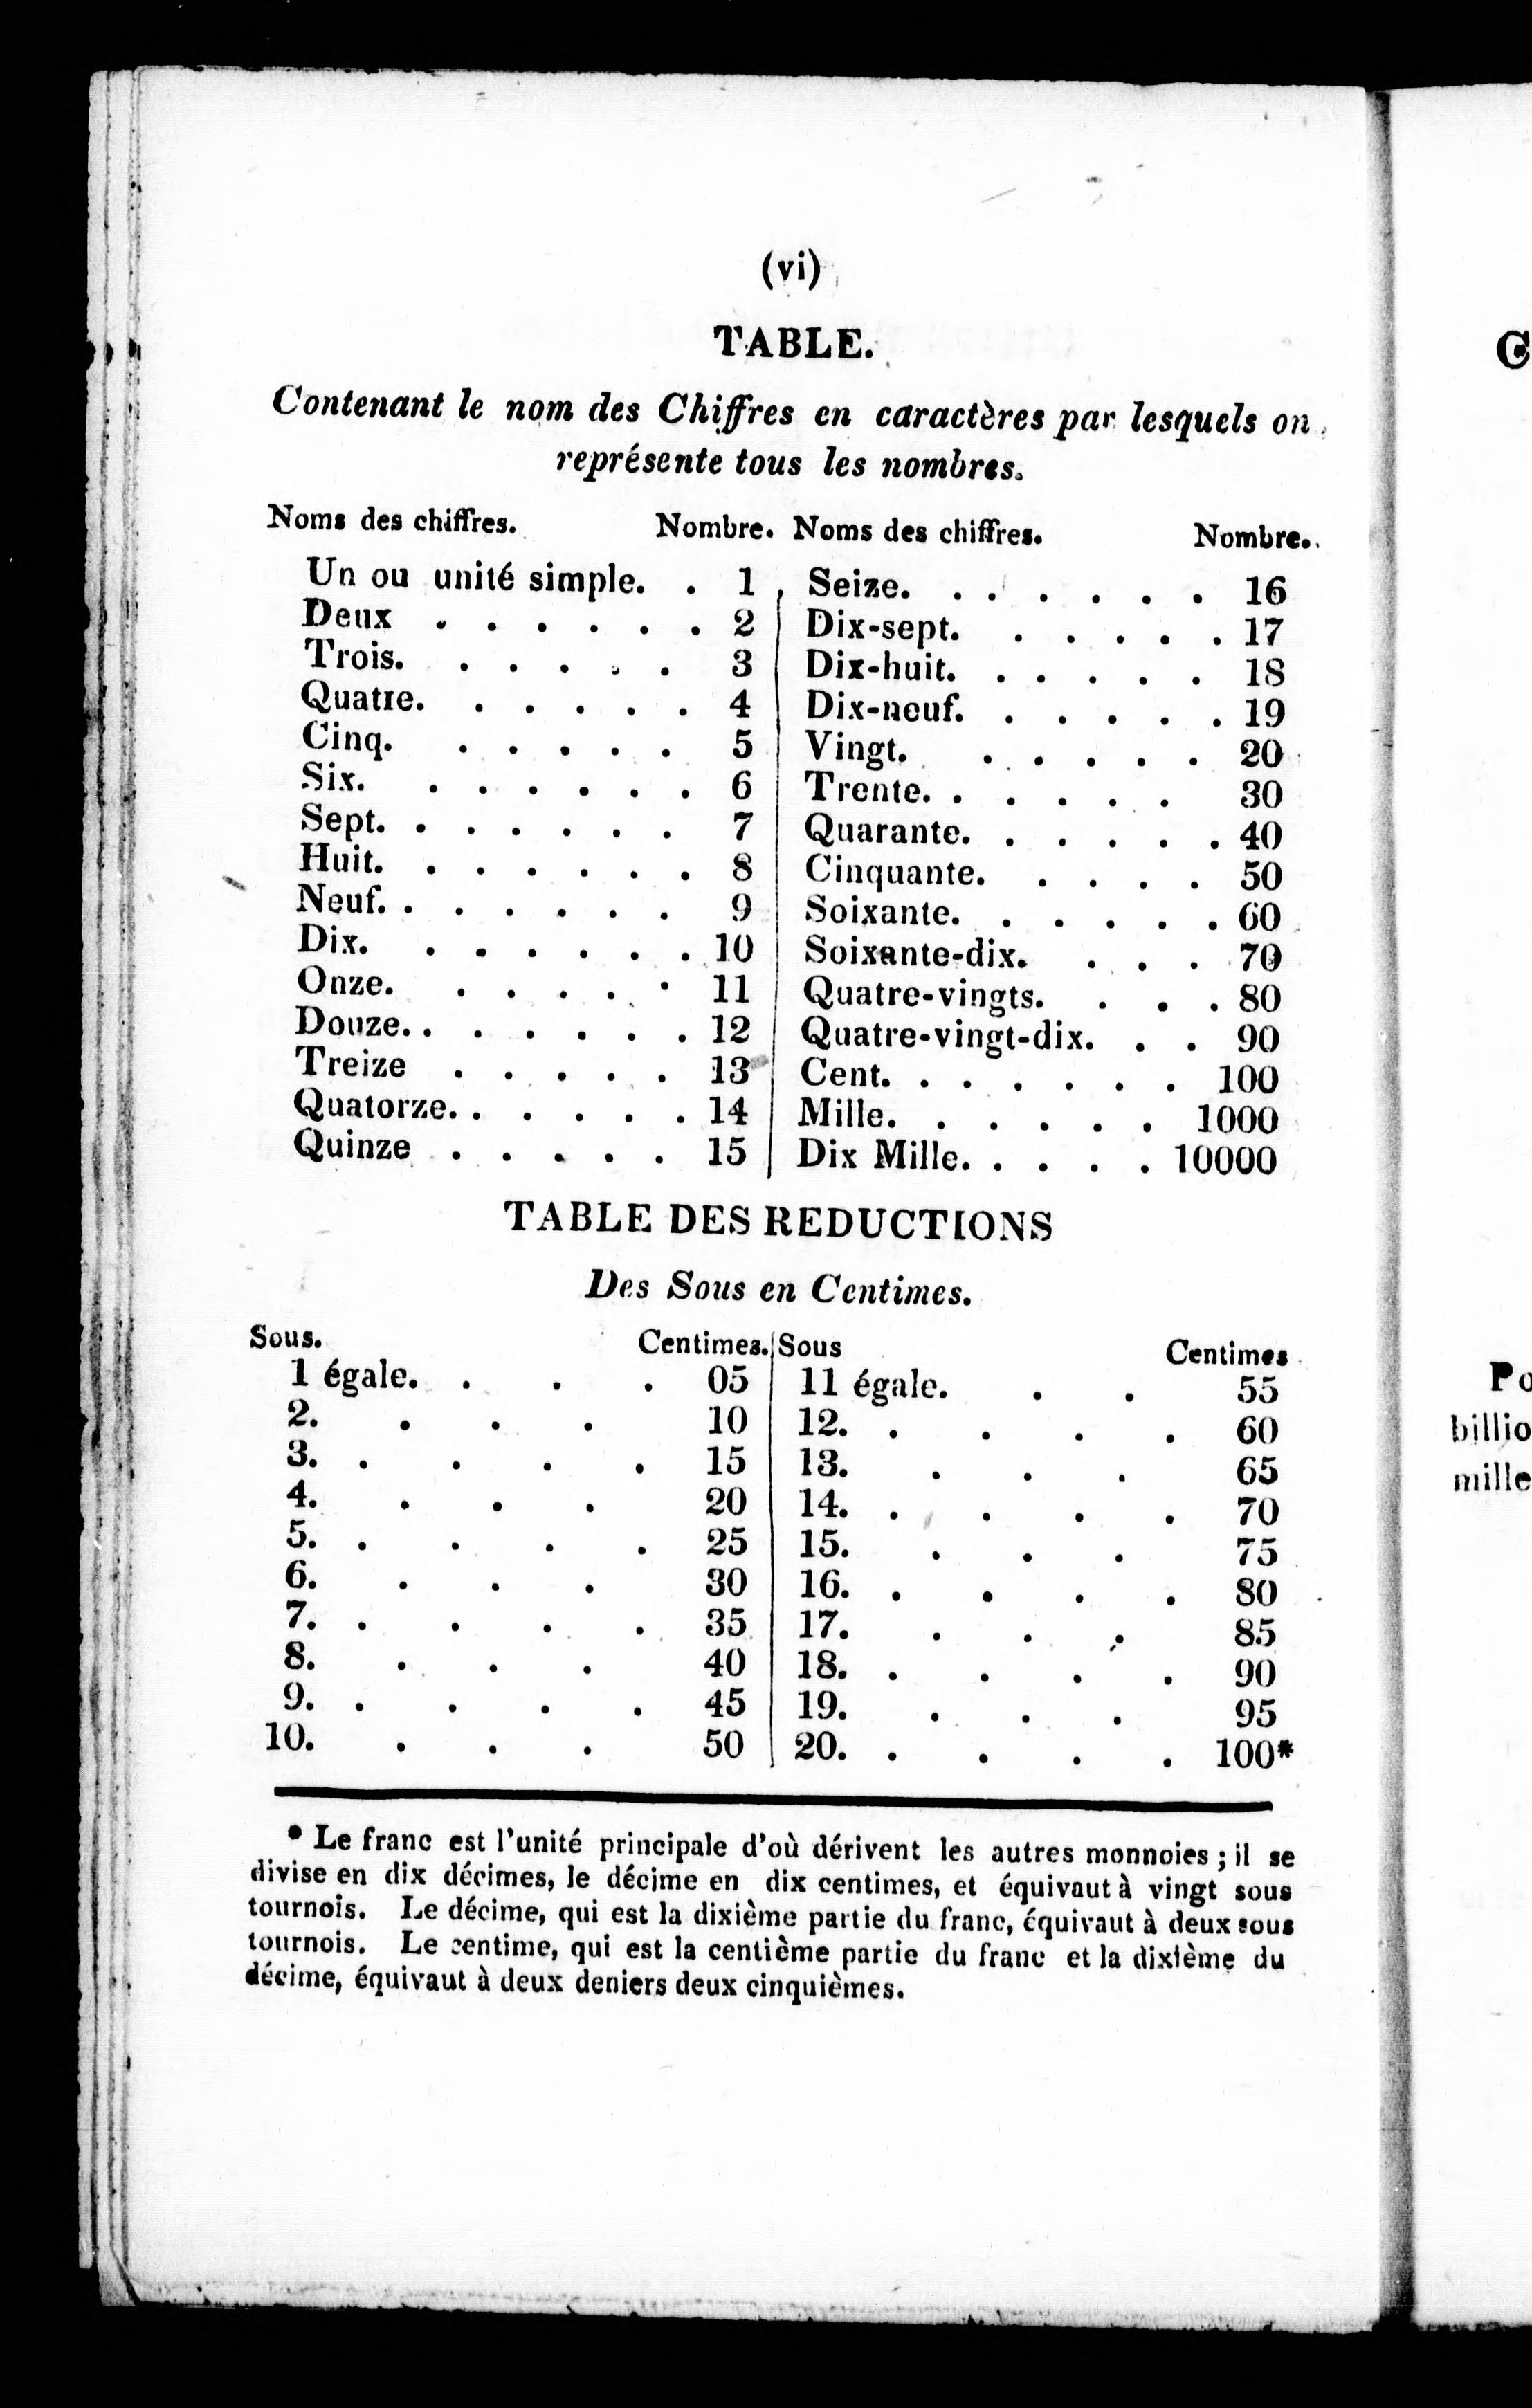 (vi)
TABLE.
Contenant le nom des Chiffres en caractères par lesquels on
représente tous les nombres.
Noms des chiffres. Nombre. Noms des chiffres. Nombre.
Un ou unité simple. . 1 Seize. . . . . . . 16
Deux . . . . . . 2 Dix-sept. . . . . . 17
Trois. . . . . . 3 Dix-huit. . . . . . 18
Quatre. . . . . . 4 Dix-neuf. . . . . . 19
Cinq. . . . . . 5 Vingt. . . . . . 20
Six. . . . . . . 6 Trente. . . . . . 30
Sept. . . . . . . 7 Quarante. . . . . . 40
Huit. . . . . . . 8 Cinquante. . . . . 50
Neuf. . . . . . . 9 Soixante. . . . . . 60
Dix. . . . . . . 10 Soixante-dix. . . . 70
Onze. . . . . . 11 Quatre-vingts. . . . 80
Douze. . . . . . . 12 Quatre-vingt-dix. . . 90
Treize . . . . . 13 Cent. . . . . . . 100
Quatorze. . . . . . 14 Mille. . . . . . 1000
Quinze . . . . . 15 Dix Mille. . . . . 10000
TABLE DES REDUCTIONS
Des Sous en Centimes.
Sous. Centimes. Sous Centimes
1 égale. . . . 05 11 égale. . . 55
2. . . . 10 12. . . . . 60
3. . . . . 15 13. . . . 65
4. . . . 20 14. . . . . 70
5. . . . . 25 15. . . . 75
6. . . . 30 16. . . . . 80
7. . . . . 35 17. . . . 85
8. . . . 40 18. . . . . 90
9. . . . . 45 19. . . . 95
10. . . . 50 20. . . . . 100*
* Le franc est l'unité principale d'où dérivent les autres monnoies ; il se
divise en dix décimes, le décime en dix centimes, et équivaut à vingt sous
tournois. Le décime, qui est la dixième partie du franc, équivaut à deux sous
tournois. Le centime, qui est la centième partie du franc et la dixième du
décime, équivaut à deux deniers deux cinquièmes.
billio
mille